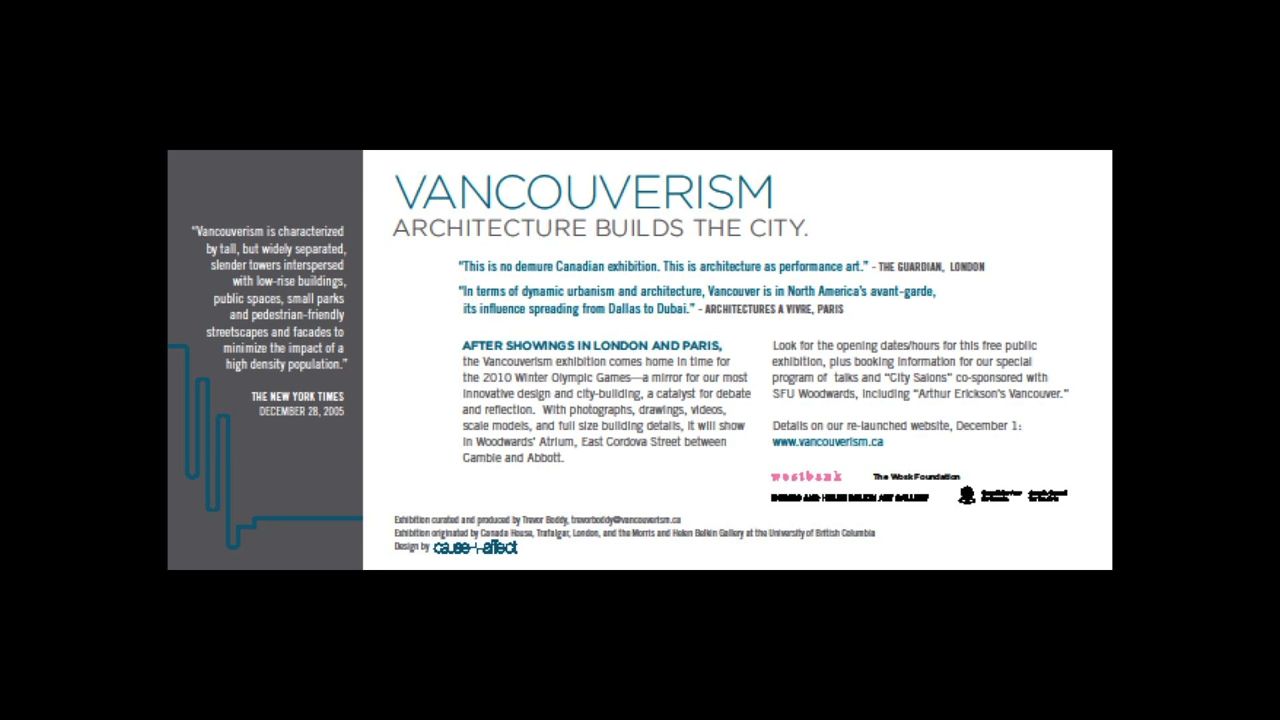 "Vancouverism is characterized
by tall, but widely separated,
slender towers interspersed
with low-rise buildings,
public spaces, small parks
and pedestrian-friendly
streetscapes and facades to
minimize the impact of a
high density population."
THE NEW YORK TIMES
DECEMBER 28, 2005
VANCOUVERISM
ARCHITECTURE BUILDS THE CITY.
"This is no demure Canadian exhibition. This is architecture as performance art." - THE GUARDIAN, LONDON
"In terms of dynamic urbanism and architecture, Vancouver is in North America's avant-garde,
its influence spreading from Dallas to Dubai." - ARCHITECTURES A VIVRE, PARIS
AFTER SHOWINGS IN LONDON AND PARIS,
the Vancouverism exhibition comes home in time for
the 2010 Winter Olympic Games—a mirror for our most
innovative design and city-building, a catalyst for debate
and reflection. With photographs, drawings, videos,
scale models, and full size building details, it will show
in Woodwards' Atrium, East Cordova Street between
Cambie and Abbott.
Look for the opening dates/hours for this free public
exhibition, plus booking information for our special
program of talks and "City Salons" co-sponsored with
SFU Woodwards, including "Arthur Erickson's Vancouver."
Details on our re-launched website, December 1:
www.vancouverism.ca
westbank
The Wosk Foundation
MORRIS AND HELEN BELKIN ART GALLERY
Exhibition curated and produced by Trevor Boddy, trevorboddy@vancouverism.ca
Exhibition originated by Canada House, Trafalgar, London, and the Morris and Helen Belkin Gallery at the University of British Columbia
Design by cause+affect